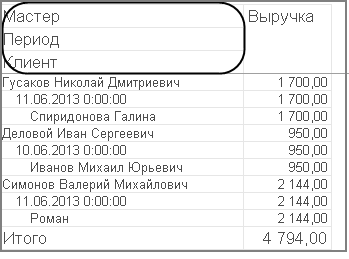 Мастер Выручка
Период
Клиент
Гусаков Николай Дмитриевич 1 700,00
11.06.2013 0:00:00 1 700,00
Спиридонова Галина 1 700,00
Деловой Иван Сергеевич 950,00
10.06.2013 0:00:00 950,00
Иванов Михаил Юрьевич 950,00
Симонов Валерий Михайлович 2 144,00
11.06.2013 0:00:00 2 144,00
Роман 2 144,00
Итого 4 794,00